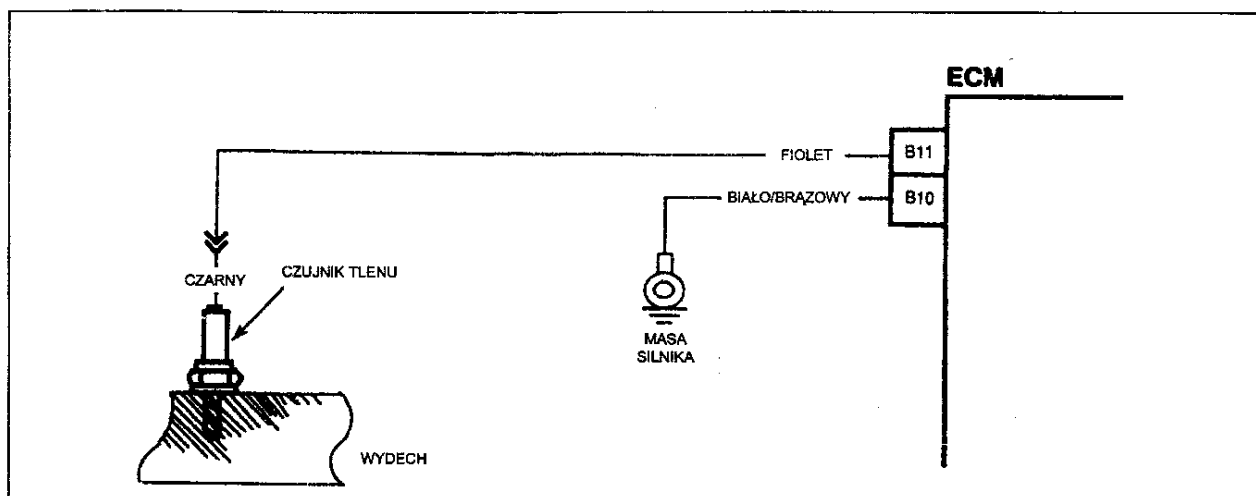 ECM
FIOLET
B11
BIAŁO/BRĄZOWY
B10
CZARNY
CZUJNIK TLENU
MASA
SILNIKA
WYDECH